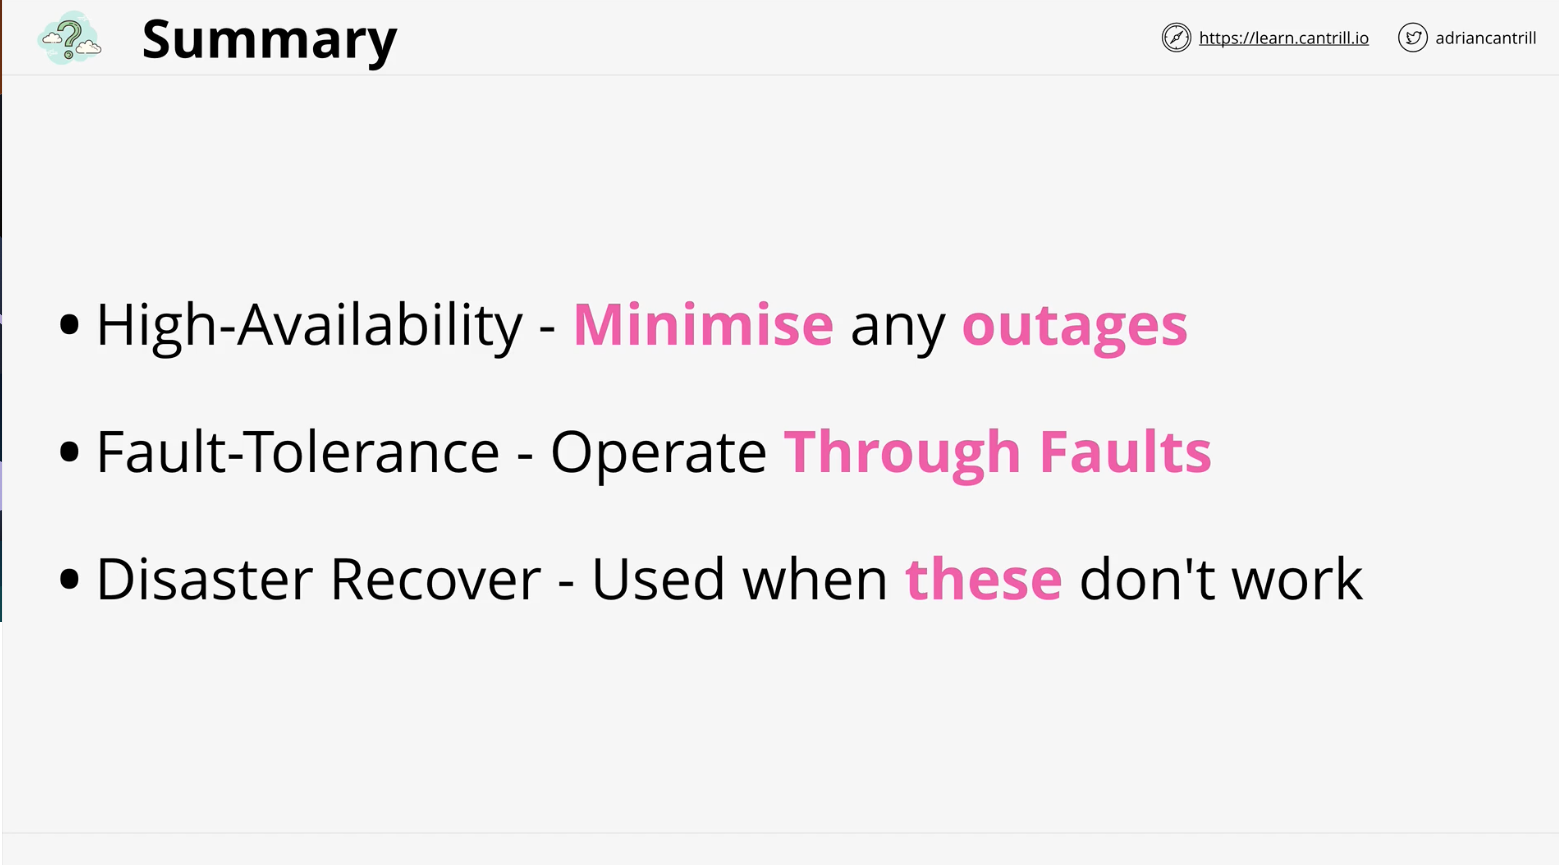 Summary
https://learn.cantrill.io
adriancantrill
• High-Availability - Minimise any outages
• Fault-Tolerance - Operate Through Faults
• Disaster Recover - Used when these don't work